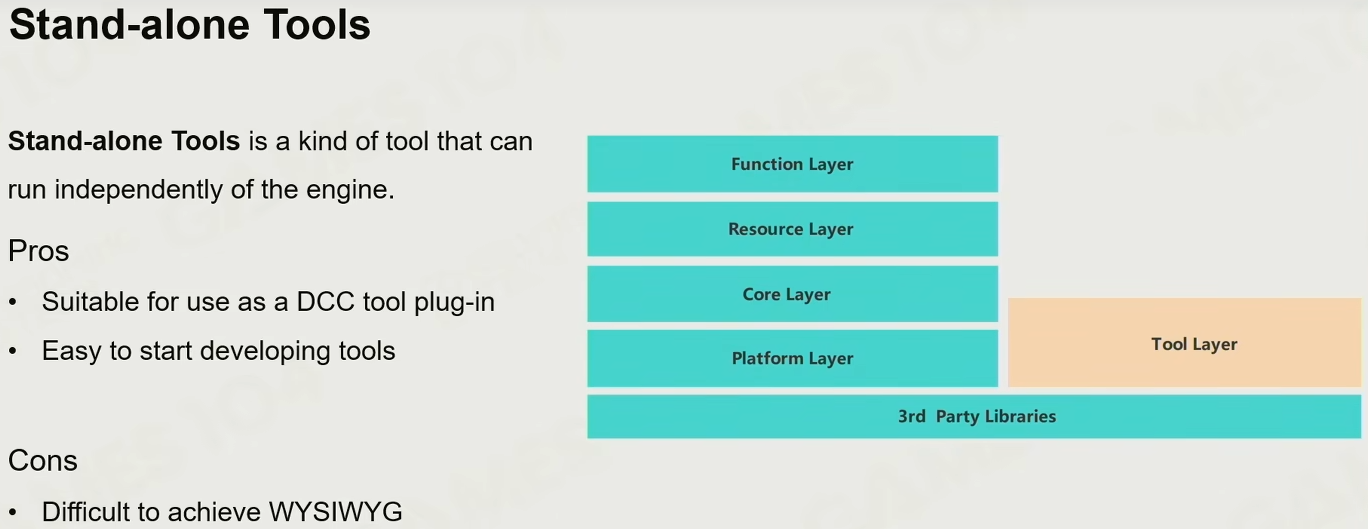 Stand-alone Tools
Stand-alone Tools is a kind of tool that can
run independently of the engine.
Pros
• Suitable for use as a DCC tool plug-in
• Easy to start developing tools
Cons
• Difficult to achieve WYSIWYG
Function Layer
Resource Layer
Core Layer
Platform Layer
Tool Layer
3rd Party Libraries
GAMES104